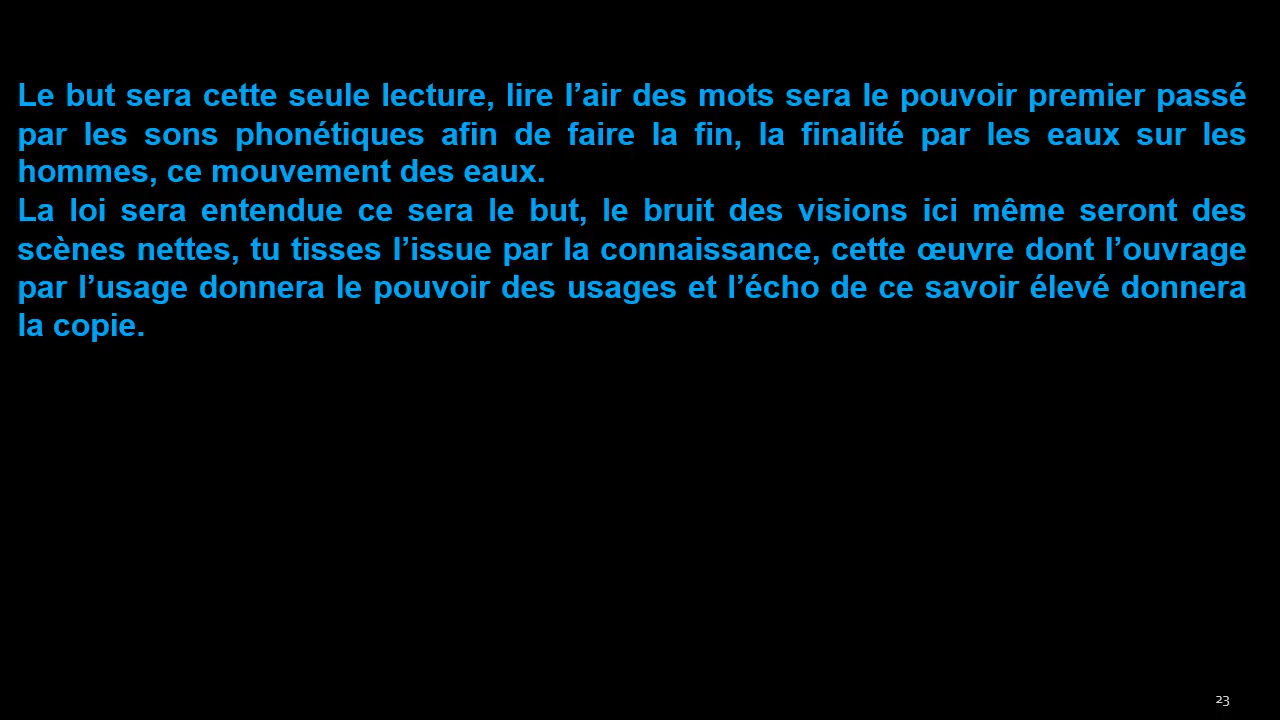 Le but sera cette seule lecture, lire l’air des mots sera le pouvoir premier passé
par les sons phonétiques afin de faire la fin, la finalité par les eaux sur les
hommes, ce mouvement des eaux.
La loi sera entendue ce sera le but, le bruit des visions ici même seront des
scènes nettes, tu tisses l’issue par la connaissance, cette œuvre dont l’ouvrage
par l’usage donnera le pouvoir des usages et l’écho de ce savoir élevé donnera
la copie.
23